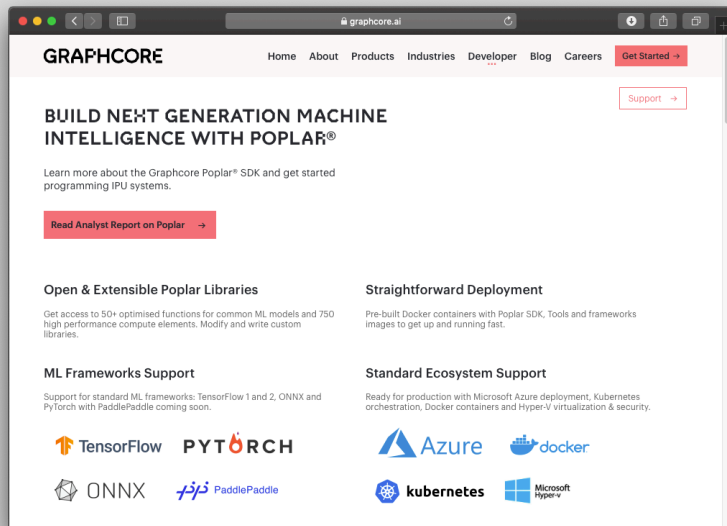 graphcore.ai
GRAPHCORE
Home About Products Industries Developer Blog Careers Get Started →
Support →
BUILD NEXT GENERATION MACHINE
INTELLIGENCE WITH POPLAR®
Learn more about the Graphcore Poplar® SDK and get started
programming IPU systems.
Read Analyst Report on Poplar →
Open & Extensible Poplar Libraries
Get access to 50+ optimised functions for common ML models and 750
high performance compute elements. Modify and write custom
libraries.
Straightforward Deployment
Pre-built Docker containers with Poplar SDK, Tools and frameworks
images to get up and running fast.
ML Frameworks Support
Support for standard ML frameworks: TensorFlow 1 and 2, ONNX and
PyTorch with PaddlePaddle coming soon.
TensorFlow PYTORCH
ONNX PaddlePaddle
Standard Ecosystem Support
Ready for production with Microsoft Azure deployment, Kubernetes
orchestration, Docker containers and Hyper-V virtualization & security.
Azure docker
kubernetes Microsoft
Hyper-v